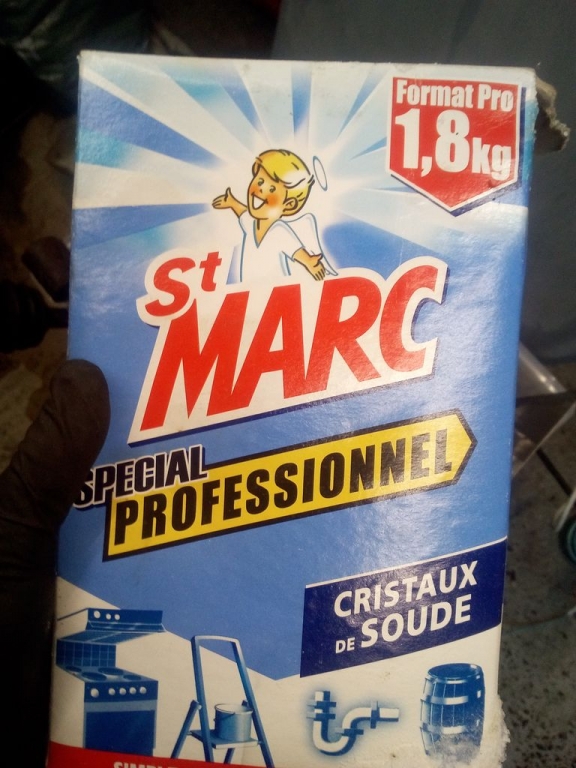 Format Pro
1,8kg
St
MARC
SPECIAL
PROFESSIONNEL
CRISTAUX
DE SOUDE